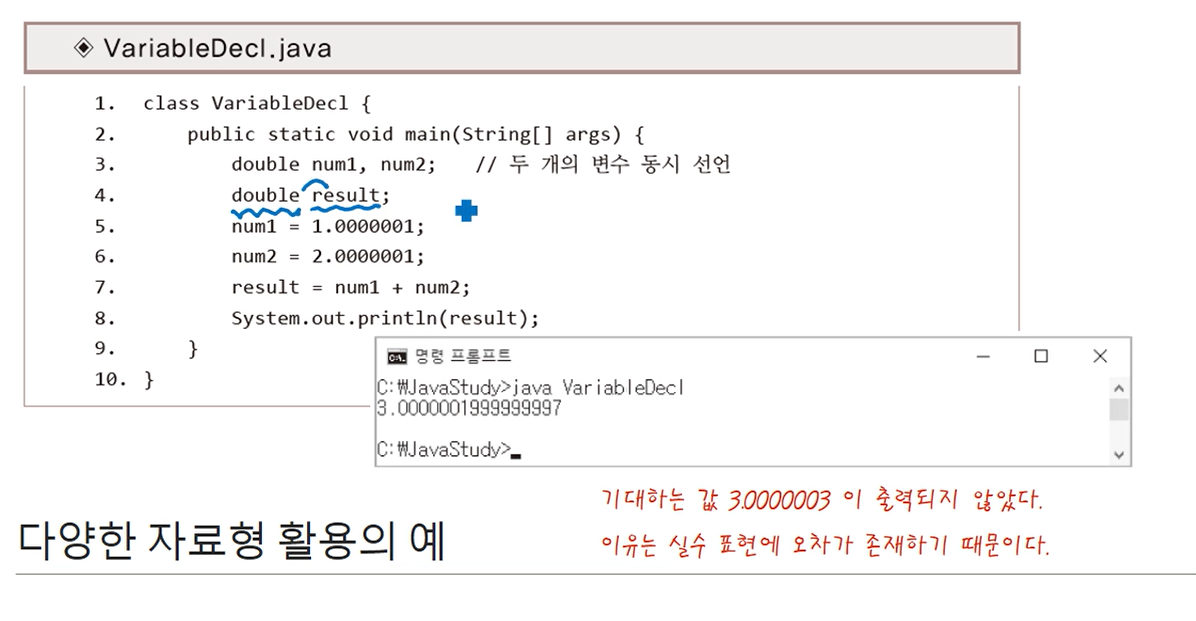 ◈ VariableDecl.java
1. class VariableDecl {
2. public static void main(String[] args) {
3. double num1, num2; // 두 개의 변수 동시 선언
4. double result;
5. num1 = 1.0000001;
6. num2 = 2.0000001;
7. result = num1 + num2;
8. System.out.println(result);
9. }
10. }
명령 프롬프트
C:₩JavaStudy>java VariableDecl
3.0000001999999997
C:₩JavaStudy>
기대하는 값 3.0000003 이 출력되지 않았다.
이유는 실수 표현에 오차가 존재하기 때문이다.
다양한 자료형 활용의 예